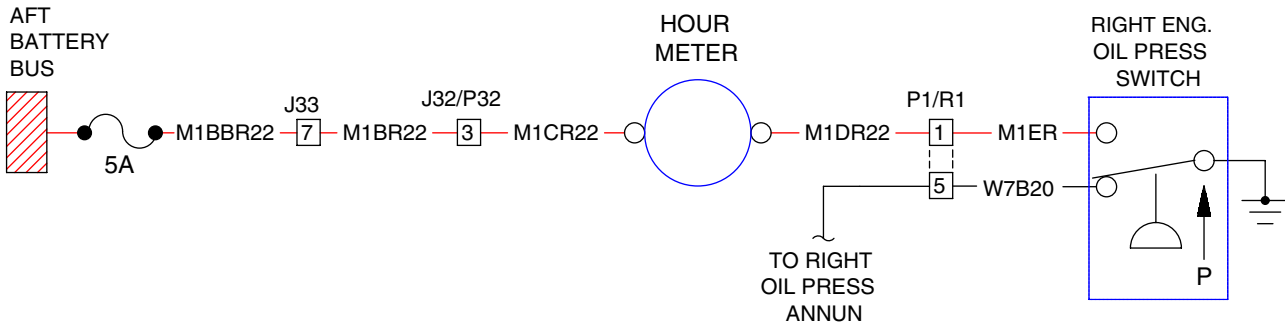 AFT
BATTERY
BUS
5A
M1BBR22
J33
7
M1BR22
J32/P32
3
M1CR22
HOUR
METER
M1DR22
P1/R1
1
M1ER
5
W7B20
TO RIGHT
OIL PRESS
ANNUN
RIGHT ENG.
OIL PRESS
SWITCH
P